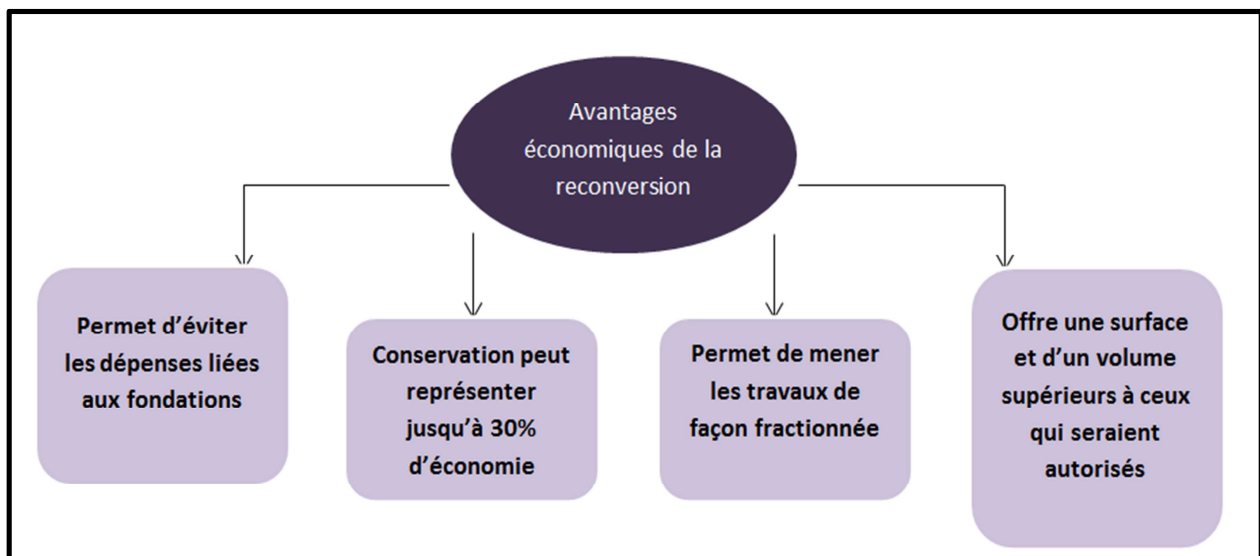 Avantages
économiques de la
reconversion
Permet d'éviter
les dépenses liées
aux fondations
Conservation peut
représenter
jusqu'à 30%
d'économie
Permet de mener
les travaux de
façon fractionnée
Offre une surface
et d'un volume
supérieurs à ceux
qui seraient
autorisés